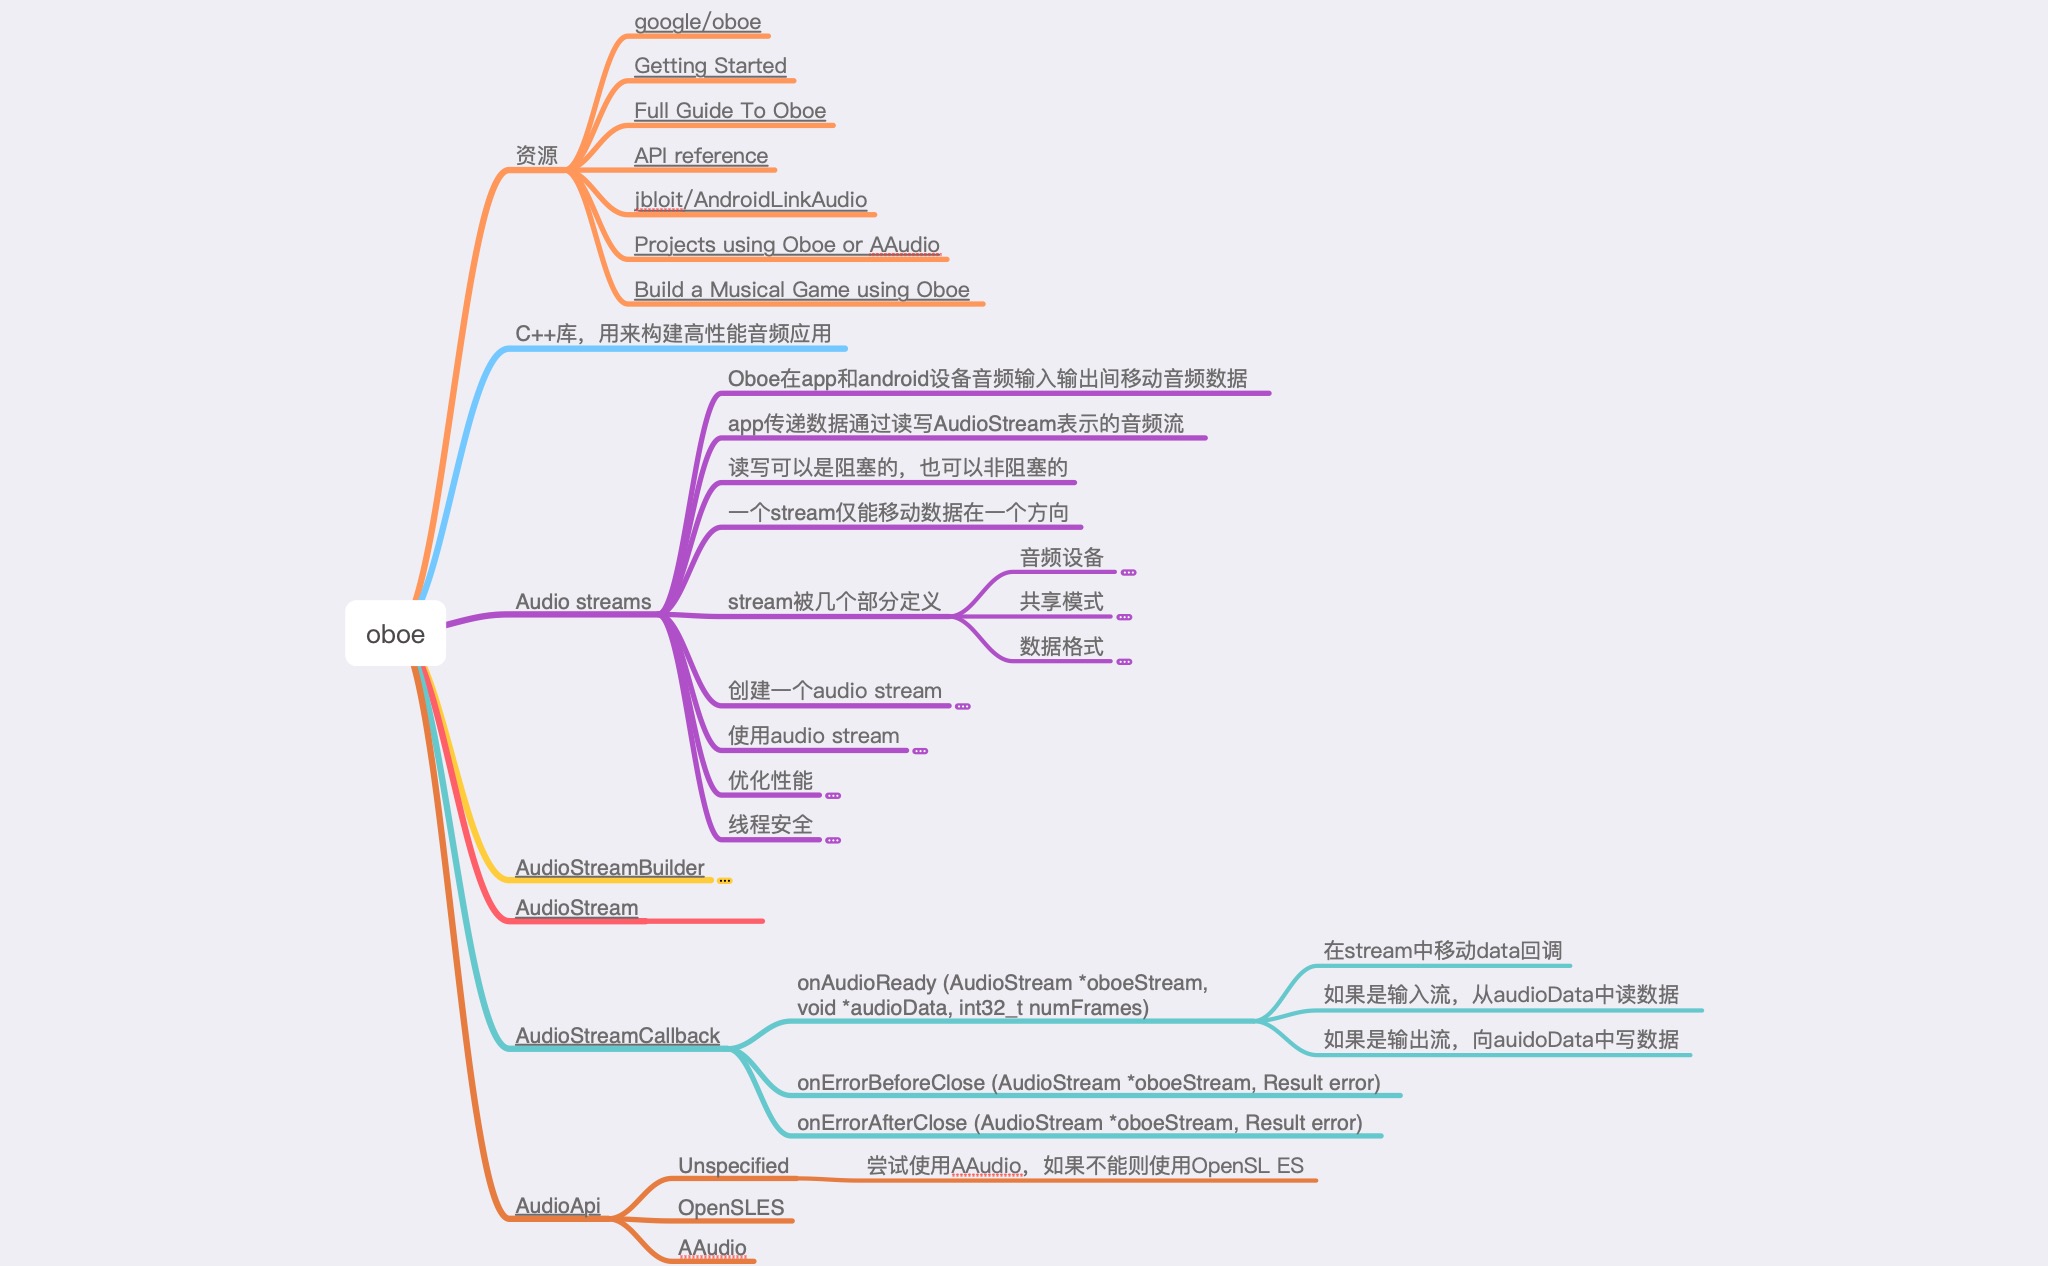 google/oboe
Getting Started
Full Guide To Oboe
资源
API reference
jbloit/AndroidLinkAudio
Projects using Oboe or AAudio
Build a Musical Game using Oboe
C++库，用来构建高性能音频应用
Oboe在app和android设备音频输入输出间移动音频数据
app传递数据通过读写AudioStream表示的音频流
读写可以是阻塞的，也可以非阻塞的
一个stream仅能移动数据在一个方向
音频设备
Audio streams
stream被几个部分定义
共享模式
oboe
数据格式
创建一个audio stream
使用audio stream
优化性能
线程安全
AudioStreamBuilder
AudioStream
在stream中移动data回调
onAudioReady (AudioStream *oboeStream,
void *audioData, int32_t numFrames)
如果是输入流，从audioData中读数据
AudioStreamCallback
如果是输出流，向auidoData中写数据
onErrorBeforeClose (AudioStream *oboeStream, Result error)
onErrorAfterClose (AudioStream *oboeStream, Result error)
Unspecified
尝试使用AAudio，如果不能则使用OpenSL ES
AudioApi
OpenSLES
AAudio